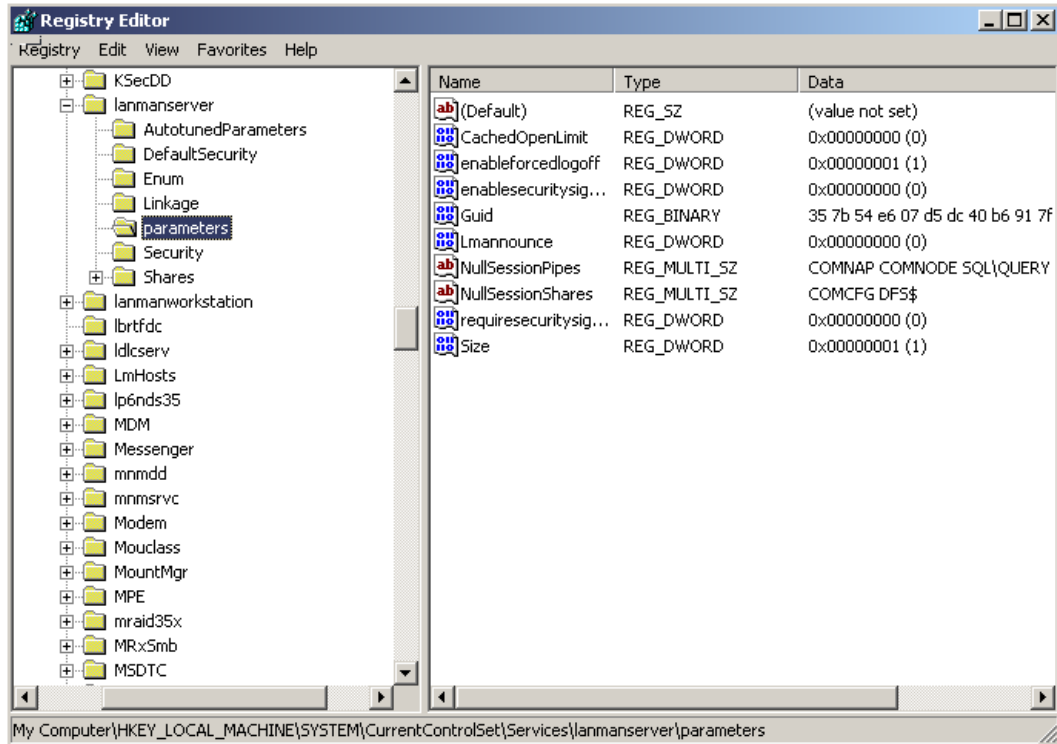 Registry Editor
Registry Edit View Favorites Help
KSecDD
lanmanserver
AutotunedParameters
DefaultSecurity
Enum
Linkage
parameters
Security
Shares
lanmanworkstation
lbrtfdc
ldlcserv
LmHosts
lp6nds35
MDM
Messenger
mnmdd
mnmsrvc
Modem
Mouclass
MountMgr
MPE
mraid35x
MRxSmb
MSDTC
Name Type Data
(Default) REG_SZ (value not set)
CachedOpenLimit REG_DWORD 0x00000000 (0)
enableforcedlogoff REG_DWORD 0x00000001 (1)
enablesecuritysig... REG_DWORD 0x00000000 (0)
Guid REG_BINARY 35 7b 54 e6 07 d5 dc 40 b6 91 7f
Lmannounce REG_DWORD 0x00000000 (0)
NullSessionPipes REG_MULTI_SZ COMNAP COMNODE SQL\QUERY
NullSessionShares REG_MULTI_SZ COMCFG DFS$
requiresecuritysig... REG_DWORD 0x00000000 (0)
Size REG_DWORD 0x00000001 (1)
My Computer\HKEY_LOCAL_MACHINE\SYSTEM\CurrentControlSet\Services\lanmanserver\parameters